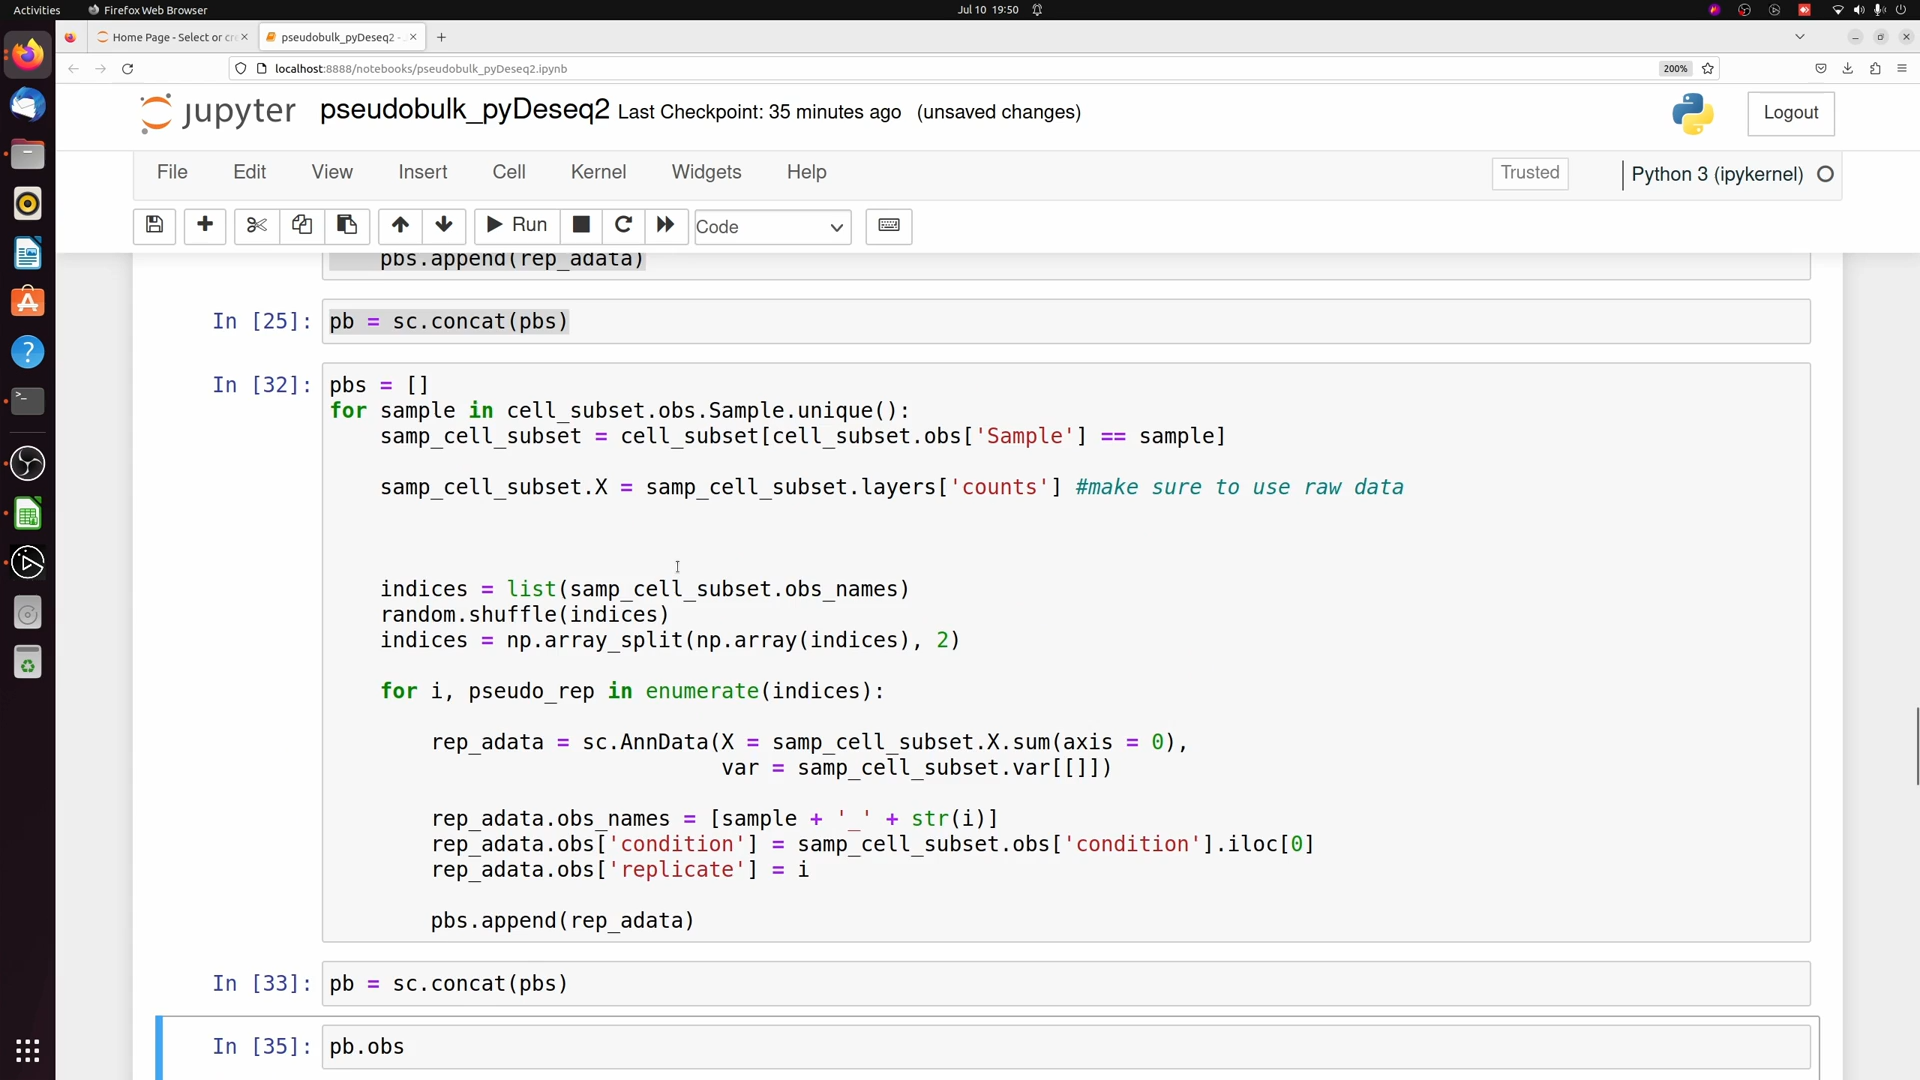 Activities
Firefox Web Browser
Jul 10 19:50
Home Page - Select or cre
pseudobulk_pyDeseq2 -
localhost:8888/notebooks/pseudobulk_pyDeseq2.ipynb
200%
jupyter
pseudobulk_pyDeseq2 Last Checkpoint: 35 minutes ago (unsaved changes)
Logout
File Edit View Insert Cell Kernel Widgets Help
Trusted
Python 3 (ipykernel)
Run
Code
    pbs.append(rep_adata)
In [25]: pb = sc.concat(pbs)
In [32]: pbs = []
for sample in cell_subset.obs.Sample.unique():
    samp_cell_subset = cell_subset[cell_subset.obs['Sample'] == sample]
    samp_cell_subset.X = samp_cell_subset.layers['counts'] #make sure to use raw data
    indices = list(samp_cell_subset.obs_names)
    random.shuffle(indices)
    indices = np.array_split(np.array(indices), 2)
    for i, pseudo_rep in enumerate(indices):
        rep_adata = sc.AnnData(X = samp_cell_subset.X.sum(axis = 0),
                               var = samp_cell_subset.var[[]])
        rep_adata.obs_names = [sample + '_' + str(i)]
        rep_adata.obs['condition'] = samp_cell_subset.obs['condition'].iloc[0]
        rep_adata.obs['replicate'] = i
        pbs.append(rep_adata)
In [33]: pb = sc.concat(pbs)
In [35]: pb.obs